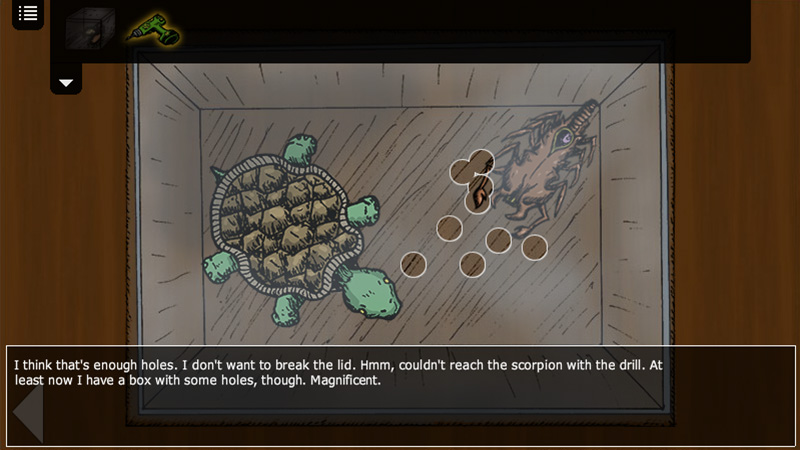 I think that's enough holes. I don't want to break the lid. Hmm, couldn't reach the scorpion with the drill. At
least now I have a box with some holes, though. Magnificent.